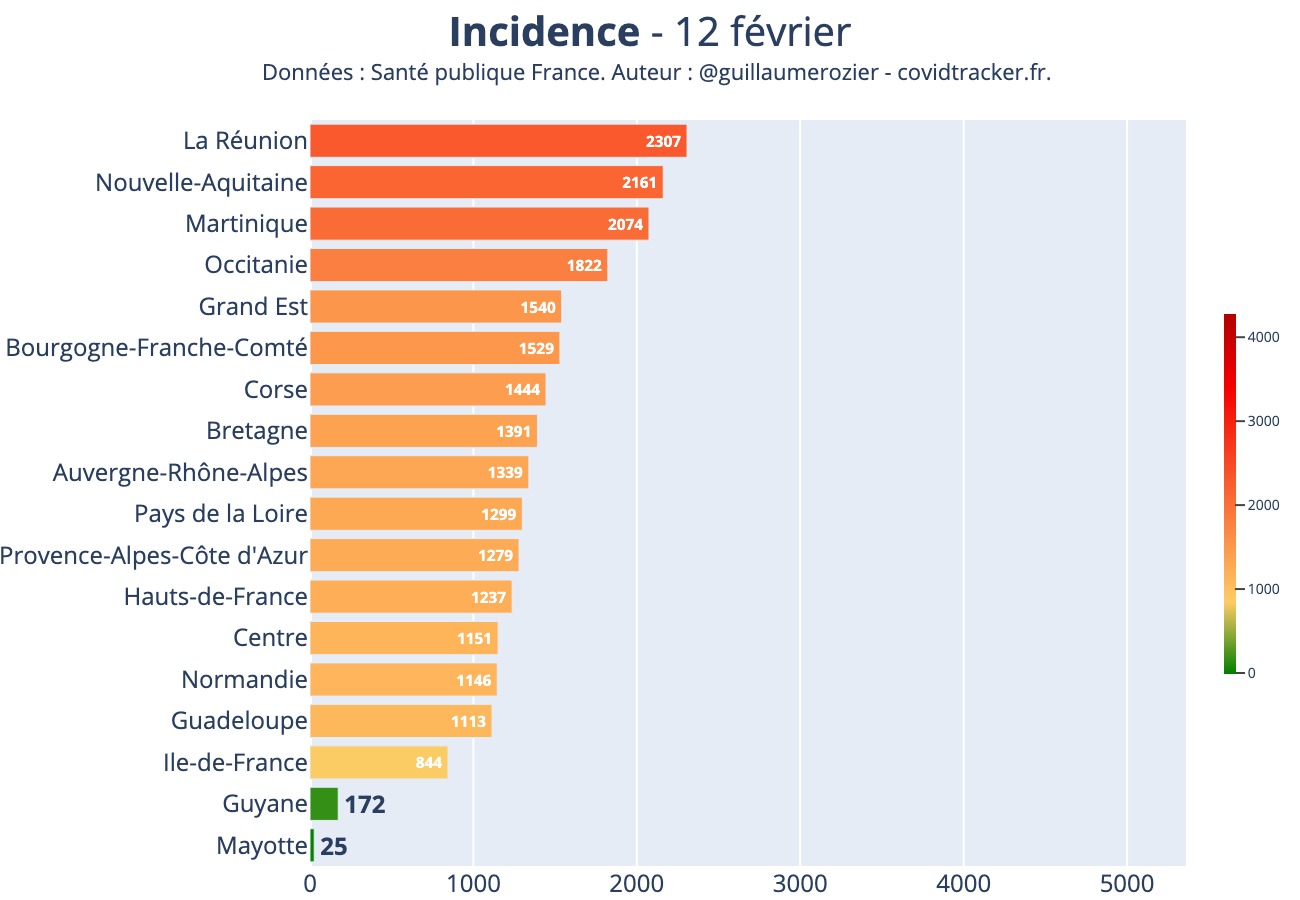 Incidence - 12 février
Données : Santé publique France. Auteur : @guillaumerozier - covidtracker.fr.
La Réunion 2307
Nouvelle-Aquitaine 2161
Martinique 2074
Occitanie 1822
Grand Est 1540
Bourgogne-Franche-Comté 1529
Corse 1444
Bretagne 1391
Auvergne-Rhône-Alpes 1339
Pays de la Loire 1299
Provence-Alpes-Côte d'Azur 1279
Hauts-de-France 1237
Centre 1151
Normandie 1146
Guadeloupe 1113
Ile-de-France 844
Guyane 172
Mayotte 25
0 1000 2000 3000 4000 5000
4000
3000
2000
1000
0